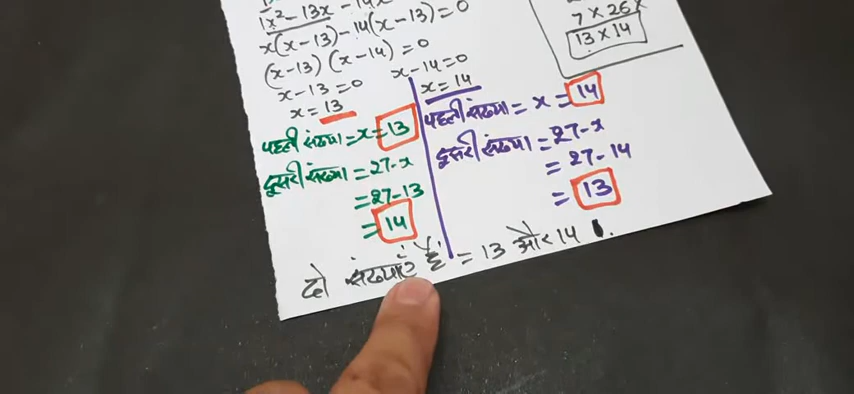 1x² - 13x - 14x
x(x-13)-14(x-13)=0
(x-13) (x-14)=0
x-13=0
x=13
x-14=0
x=14
7 x 26 x
13 x 14
पहली संख्या = x = 13
दूसरी संख्या = 27-x
= 27-13
= 14
पहली संख्या = x = 14
दूसरी संख्या = 27-x
= 27-14
= 13
दो संख्याएं हैं = 13 और 14